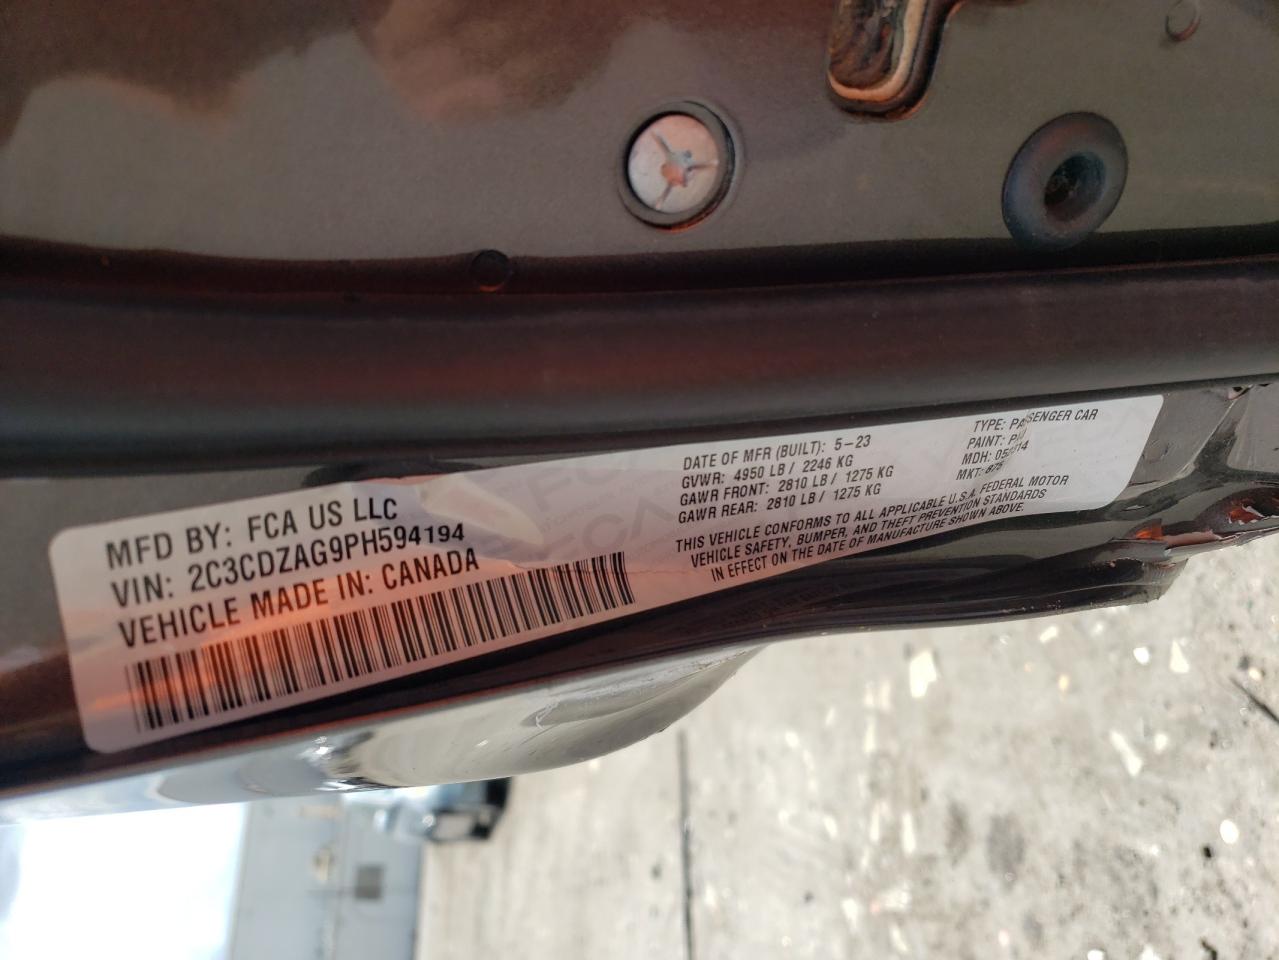 MFD BY: FCA US LLC
VIN: 2C3CDZAG9PH594194
VEHICLE MADE IN: CANADA
DATE OF MFR (BUILT): 5-23
GVWR: 4950 LB / 2246 KG
GAWR FRONT: 2810 LB / 1275 KG
GAWR REAR: 2810 LB / 1275 KG
TYPE: PASSENGER CAR
PAINT:
MDH:
MKT:
THIS VEHICLE CONFORMS TO ALL APPLICABLE U.S.A. FEDERAL MOTOR
VEHICLE SAFETY, BUMPER, AND THEFT PREVENTION STANDARDS
IN EFFECT ON THE DATE OF MANUFACTURE SHOWN ABOVE.